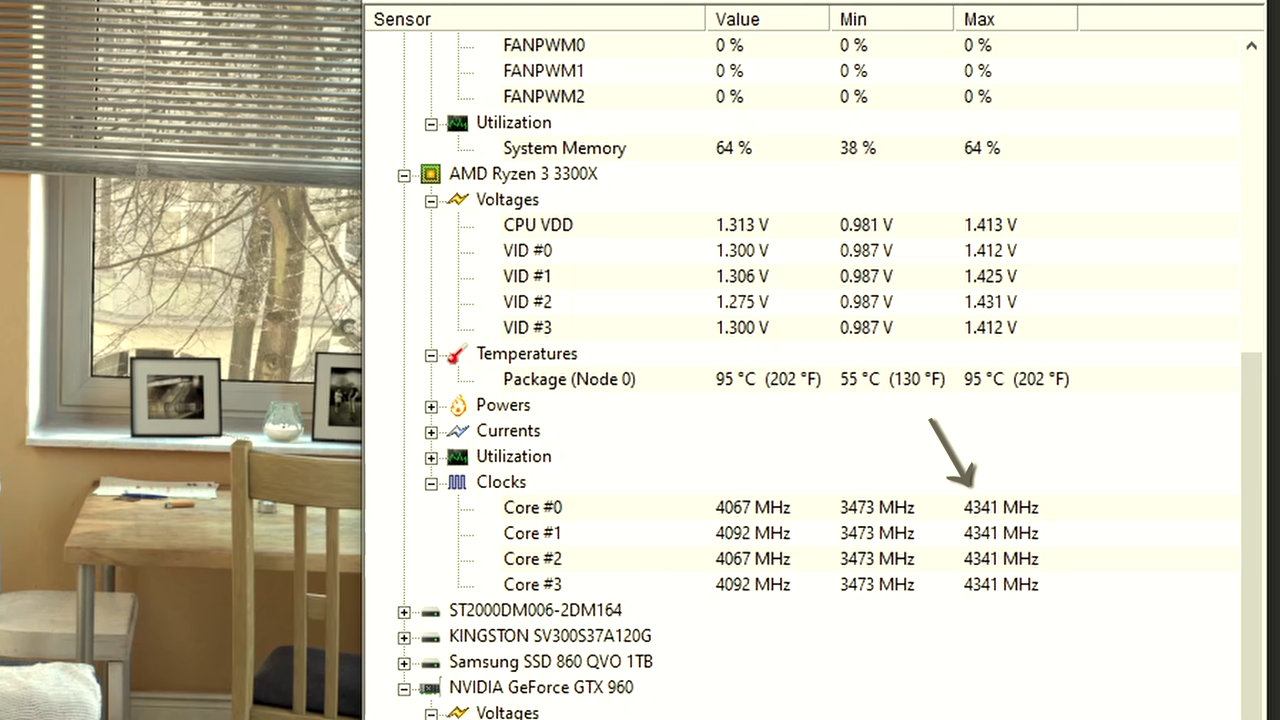 Sensor Value Min Max
FANPWM0 0 % 0 % 0 %
FANPWM1 0 % 0 % 0 %
FANPWM2 0 % 0 % 0 %
Utilization
System Memory 64 % 38 % 64 %
AMD Ryzen 3 3300X
Voltages
CPU VDD 1.313 V 0.981 V 1.413 V
VID #0 1.300 V 0.987 V 1.412 V
VID #1 1.306 V 0.987 V 1.425 V
VID #2 1.275 V 0.987 V 1.431 V
VID #3 1.300 V 0.987 V 1.412 V
Temperatures
Package (Node 0) 95 °C (202 °F) 55 °C (130 °F) 95 °C (202 °F)
Powers
Currents
Utilization
Clocks
Core #0 4067 MHz 3473 MHz 4341 MHz
Core #1 4092 MHz 3473 MHz 4341 MHz
Core #2 4067 MHz 3473 MHz 4341 MHz
Core #3 4092 MHz 3473 MHz 4341 MHz
ST2000DM006-2DM164
KINGSTON SV300S37A120G
Samsung SSD 860 QVO 1TB
NVIDIA GeForce GTX 960
Voltages